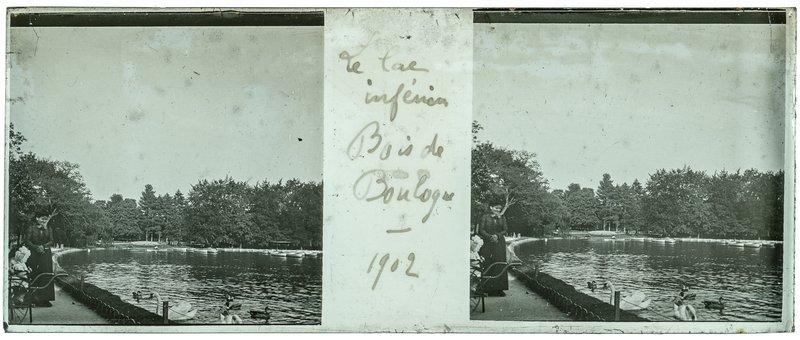 Le lac
inférieur
Bois de
Boulogne
1902